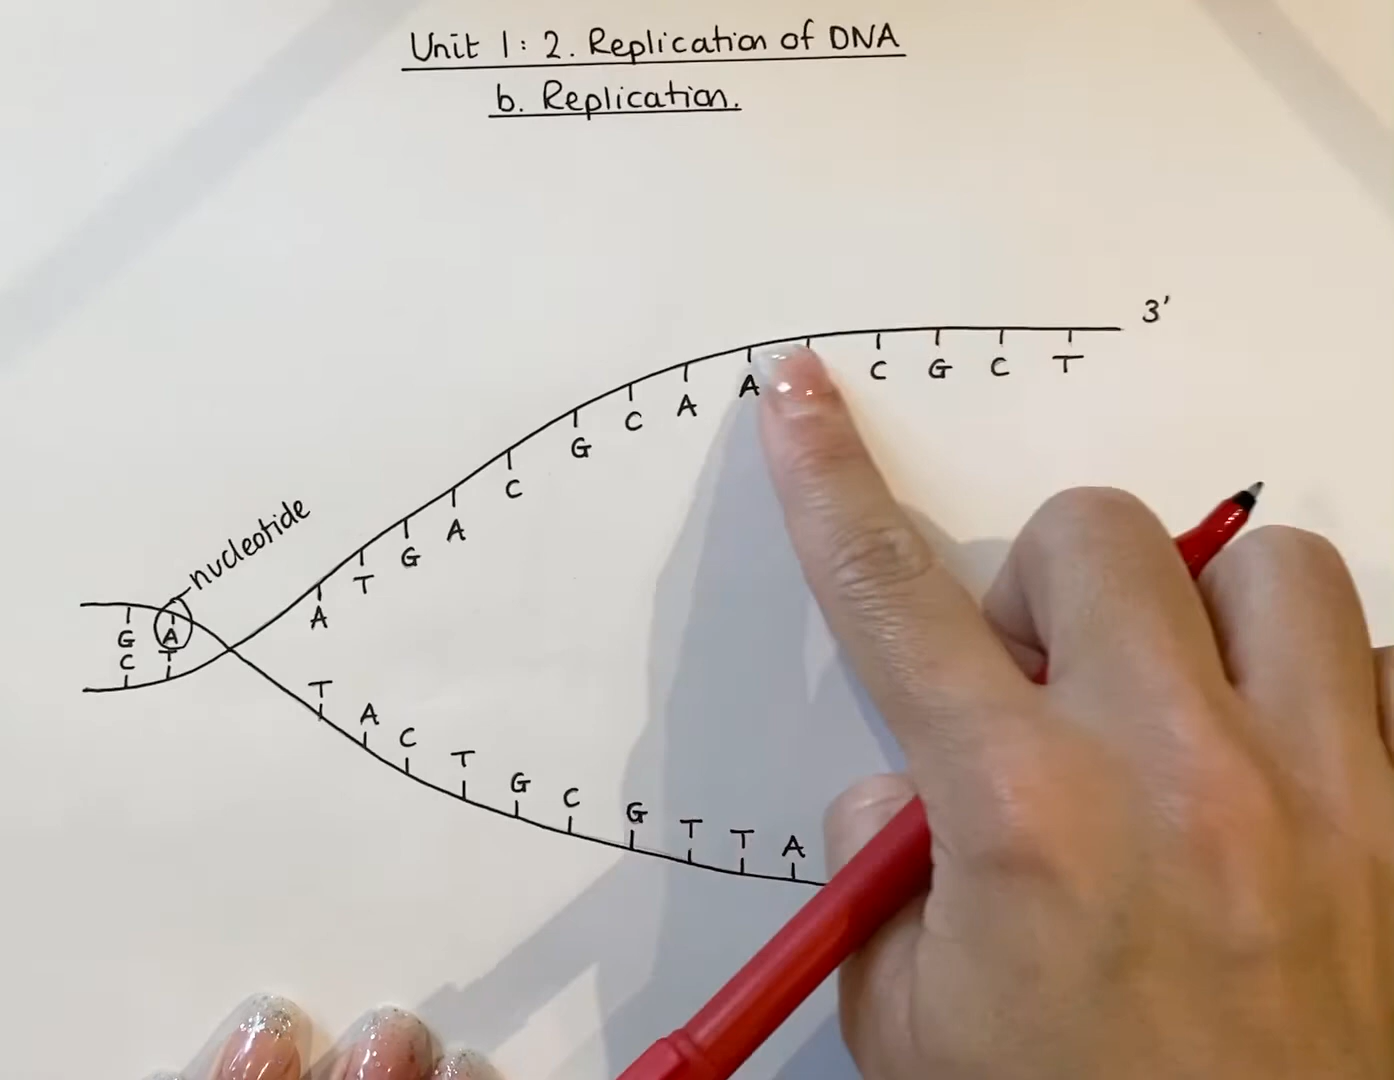 Unit 1: 2. Replication of DNA
b. Replication.
3'
A T G A C G C A A C G C T
nucleotide
G A
C T
T A C T G C G T T A